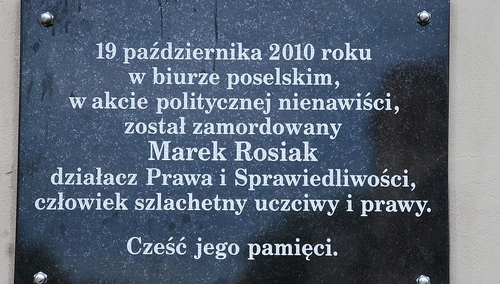 19 października 2010 roku
w biurze poselskim,
w akcie politycznej nienawiści,
został zamordowany
Marek Rosiak
działacz Prawa i Sprawiedliwości,
człowiek szlachetny uczciwy i prawy.
Cześć jego pamięci.